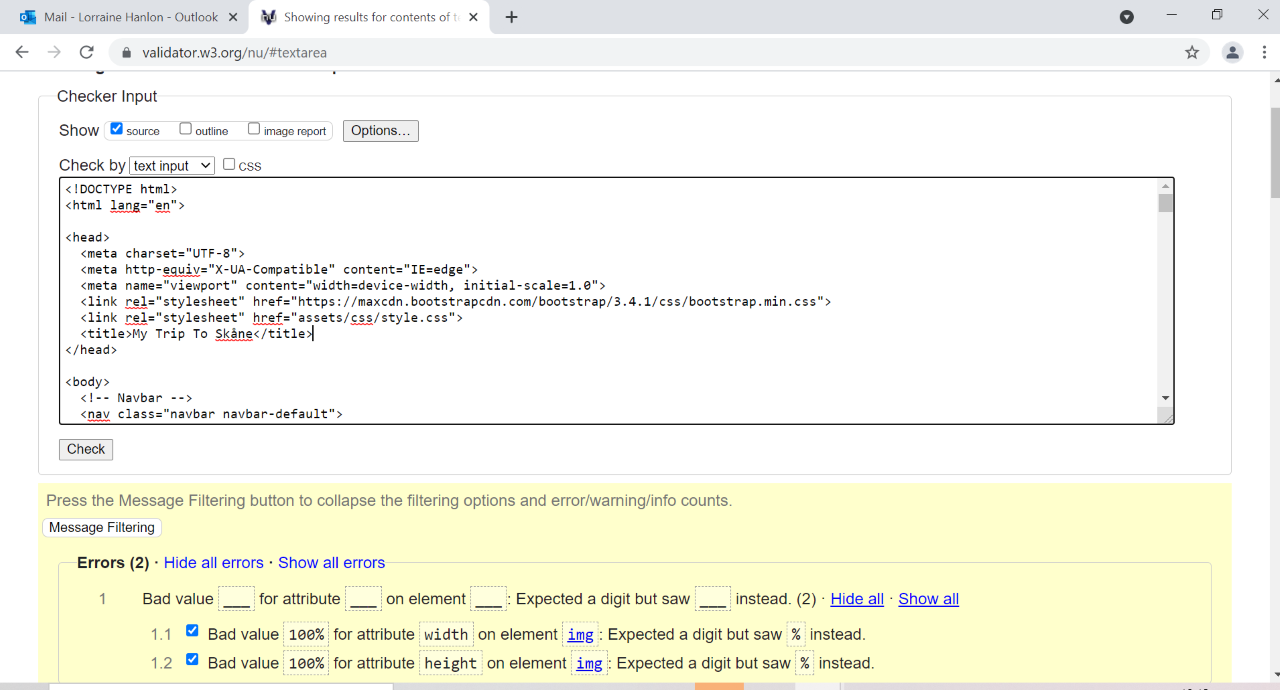 Mail - Lorraine Hanlon - Outlook
Showing results for contents of t
validator.w3.org/nu/#textarea
Checker Input
Show source outline image report Options...
Check by text input css
<!DOCTYPE html>
<html lang="en">
<head>
<meta charset="UTF-8">
<meta http-equiv="X-UA-Compatible" content="IE=edge">
<meta name="viewport" content="width=device-width, initial-scale=1.0">
<link rel="stylesheet" href="https://maxcdn.bootstrapcdn.com/bootstrap/3.4.1/css/bootstrap.min.css">
<link rel="stylesheet" href="assets/css/style.css">
<title>My Trip To Skåne</title>
</head>
<body>
<!-- Navbar -->
<nav class="navbar navbar-default">
Check
Press the Message Filtering button to collapse the filtering options and error/warning/info counts.
Message Filtering
Errors (2) · Hide all errors · Show all errors
1 Bad value ___ for attribute ___ on element ___: Expected a digit but saw ___ instead. (2) · Hide all · Show all
1.1 Bad value 100% for attribute width on element img: Expected a digit but saw % instead.
1.2 Bad value 100% for attribute height on element img: Expected a digit but saw % instead.